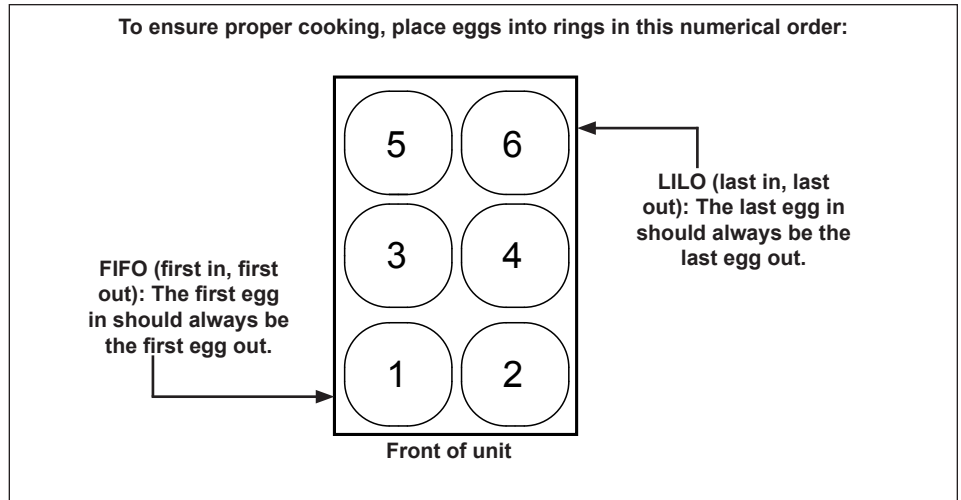 To ensure proper cooking, place eggs into rings in this numerical order:
5 6
LILO (last in, last
out): The last egg in
should always be the
last egg out.
3 4
FIFO (first in, first
out): The first egg
in should always be
the first egg out.
1 2
Front of unit